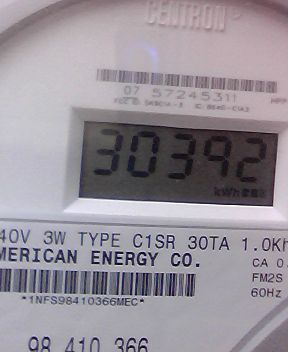 CENTRON®
07 57245311
HPP
30392
kWh
40V 3W TYPE C1SR 30TA 1.0Kh
MERICAN ENERGY CO.
CA 0.
FM2S
60Hz
*1NFS98410366MEC*
98 410 366